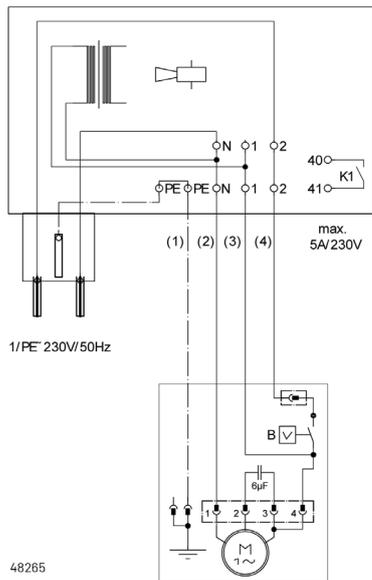 N 1 2
40
K1
PE PE N 1 2
41
(1) (2) (3) (4)
max.
5A/230V
1/PE~230V/50Hz
B
6µF
1 2 3 4
M
1~
48265